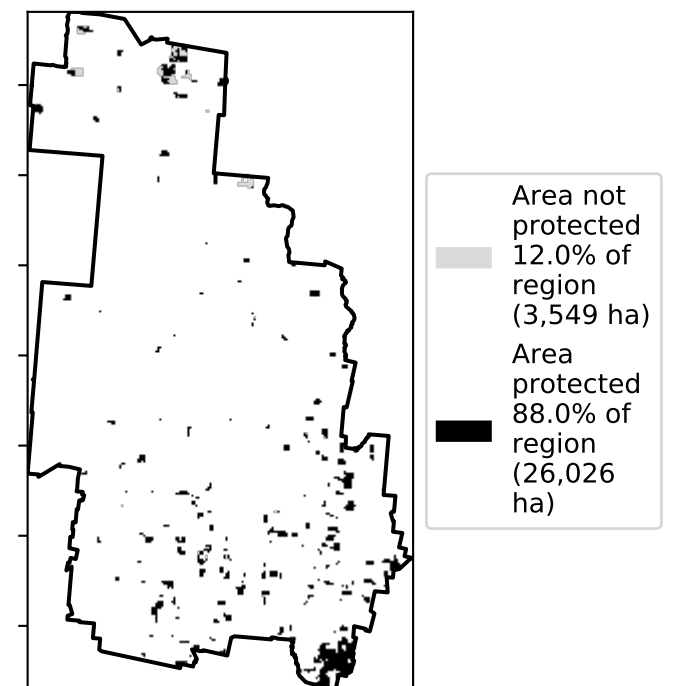 Area not
protected
12.0% of
region
(3,549 ha)
Area
protected
88.0% of
region
(26,026
ha)